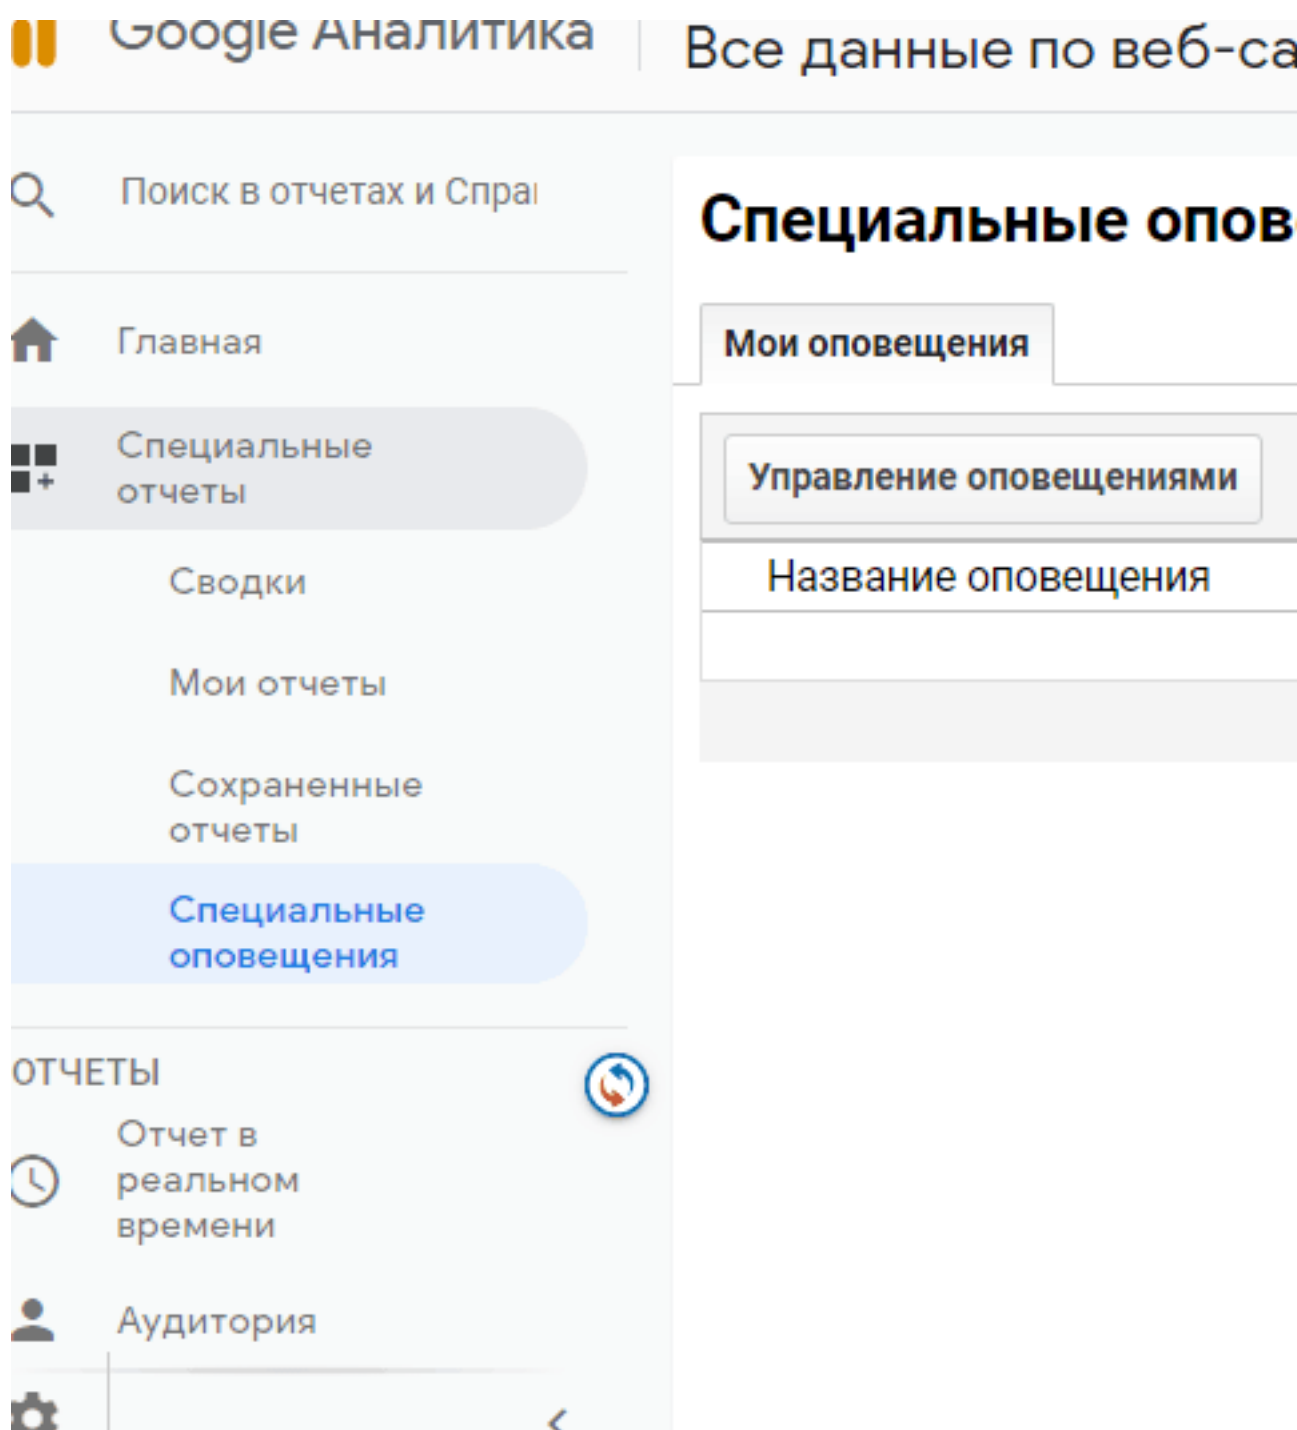 Google Аналитика
Все данные по веб-са
Поиск в отчетах и Спра
Специальные опов
Главная
Мои оповещения
Специальные
отчеты
Управление оповещениями
Сводки
Название оповещения
Мои отчеты
Сохраненные
отчеты
Специальные
оповещения
ОТЧЕТЫ
Отчет в
реальном
времени
Аудитория